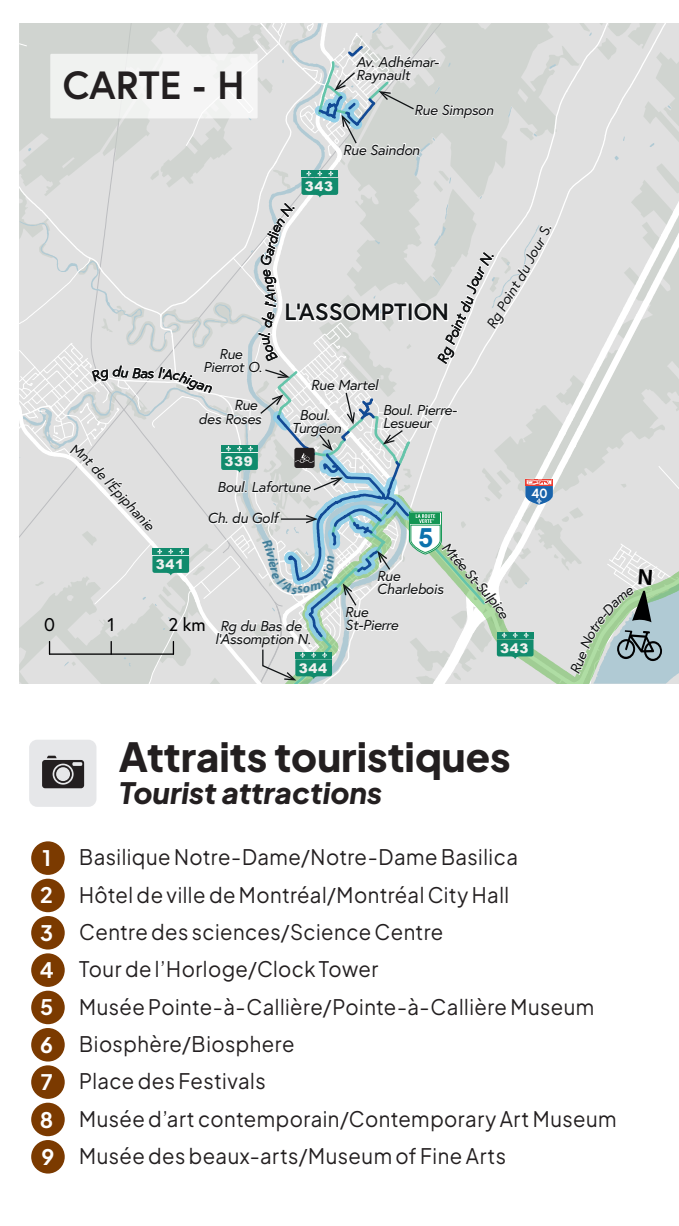 CARTE - H
Av. Adhémar-
Raynault
Rue Simpson
Rue Saindon
343
Boul. de l'Ange Gardien N.
L'ASSOMPTION
Rg Point du Jour N.
Rg Point du Jour S.
Rue
Pierrot O.
Rg du Bas l'Achigan
Rue Martel
Rue
des Roses
Boul.
Turgeon
Boul. Pierre-
Lesueur
339
Mnt de l'Épiphanie
Boul. Lafortune
40
Ch. du Golf
LA ROUTE
VERTE
5
341
Rivière l'Assomption
Mtée St-Sulpice
Rue
Charlebois
N
Rue Notre-Dame
0 1 2 km
Rg du Bas de
l'Assomption N.
Rue
St-Pierre
343
344
Attraits touristiques
Tourist attractions
1 Basilique Notre-Dame/Notre-Dame Basilica
2 Hôtel de ville de Montréal/Montréal City Hall
3 Centre des sciences/Science Centre
4 Tour de l'Horloge/Clock Tower
5 Musée Pointe-à-Callière/Pointe-à-Callière Museum
6 Biosphère/Biosphere
7 Place des Festivals
8 Musée d'art contemporain/Contemporary Art Museum
9 Musée des beaux-arts/Museum of Fine Arts